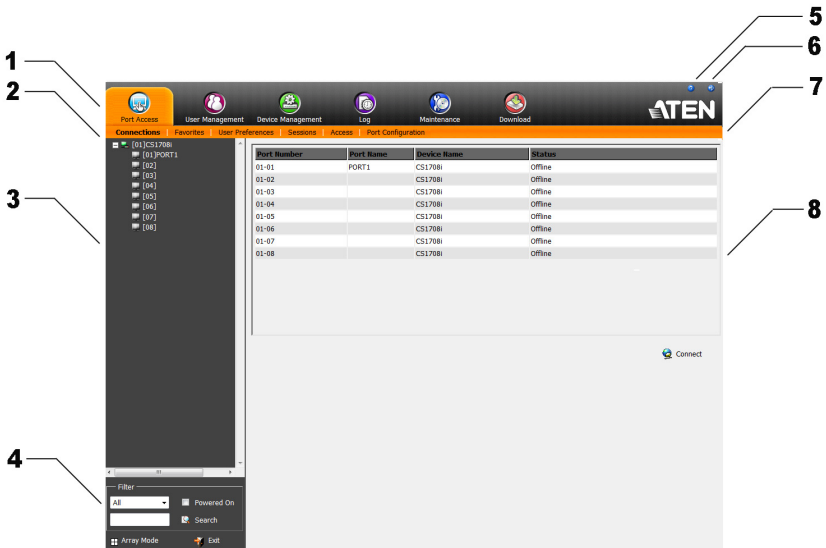 5
6
1
2
7
Port Access User Management Device Management Log Maintenance Download
ATEN
Connections Favorites User Preferences Sessions Access Port Configuration
[01]CS1708i
[01]PORT1
[02]
[03]
[04]
[05]
[06]
[07]
[08]
Port Number Port Name Device Name Status
01-01 PORT1 CS1708i Offline
01-02 CS1708i Offline
01-03 CS1708i Offline
01-04 CS1708i Offline
01-05 CS1708i Offline
01-06 CS1708i Offline
01-07 CS1708i Offline
01-08 CS1708i Offline
3
8
Connect
4
Filter
All Powered On
Search
Array Mode Exit